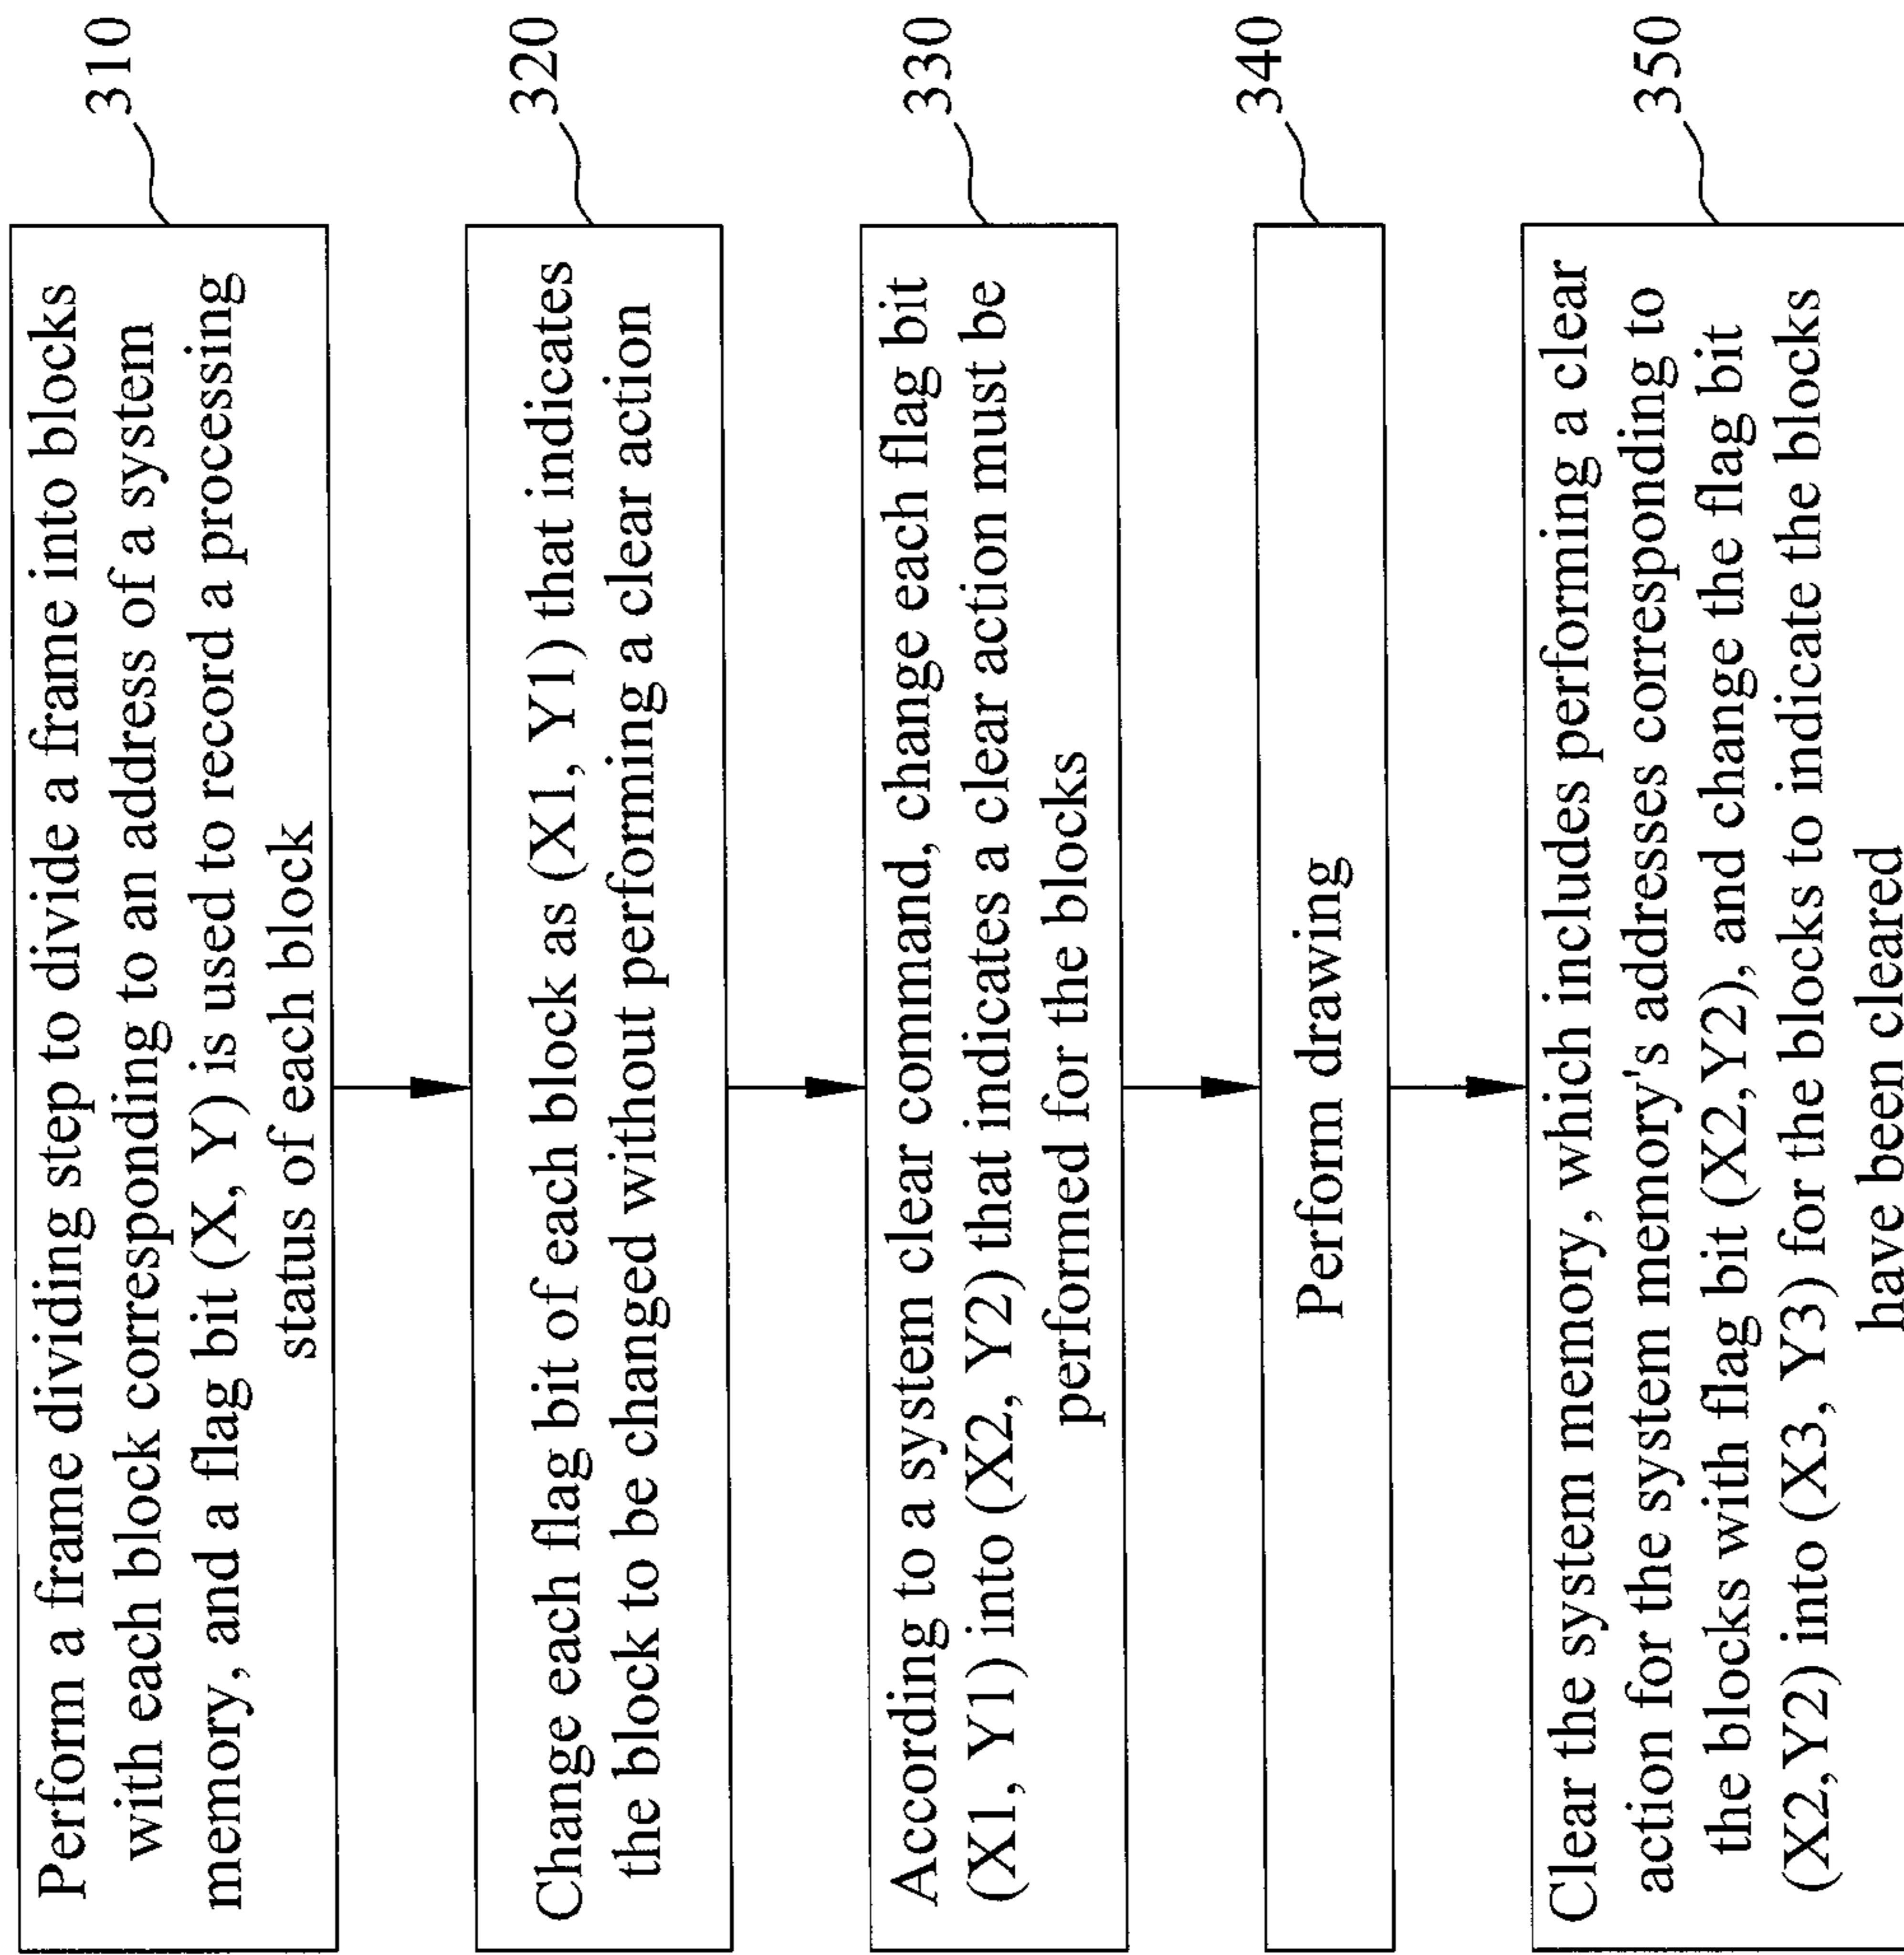 Perform a frame dividing step to divide a frame into blocks
with each block corresponding to an address of a system
memory, and a flag bit (X, Y) is used to record a processing
status of each block
310
Change each flag bit of each block as (X1, Y1) that indicates
the block to be changed without performing a clear action
320
According to a system clear command, change each flag bit
(X1, Y1) into (X2, Y2) that indicates a clear action must be
performed for the blocks
330
Perform drawing
340
Clear the system memory, which includes performing a clear
action for the system memory's addresses corresponding to
the blocks with flag bit (X2,Y2), and change the flag bit
(X2,Y2) into (X3, Y3) for the blocks to indicate the blocks
have been cleared
350